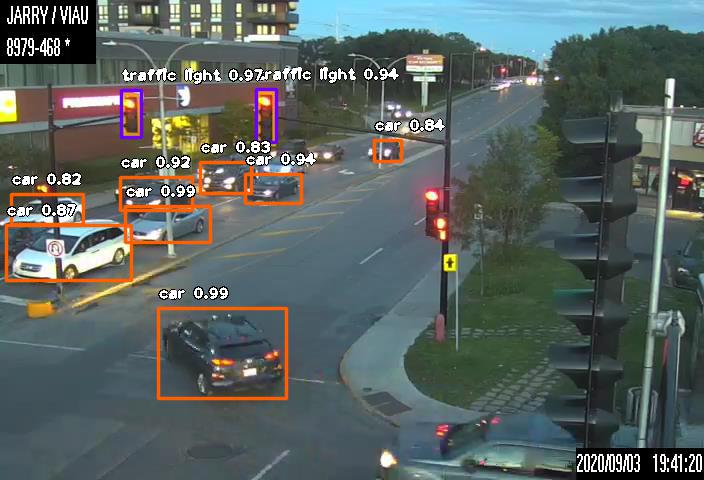 JARRY / VIAU
8979-468 *
traffic light 0.97
raffic light 0.94
car 0.84
car 0.83
car 0.92
car 0.94
car 0.99
car 0.82
car 0.87
car 0.99
2020/09/03 19:41:20